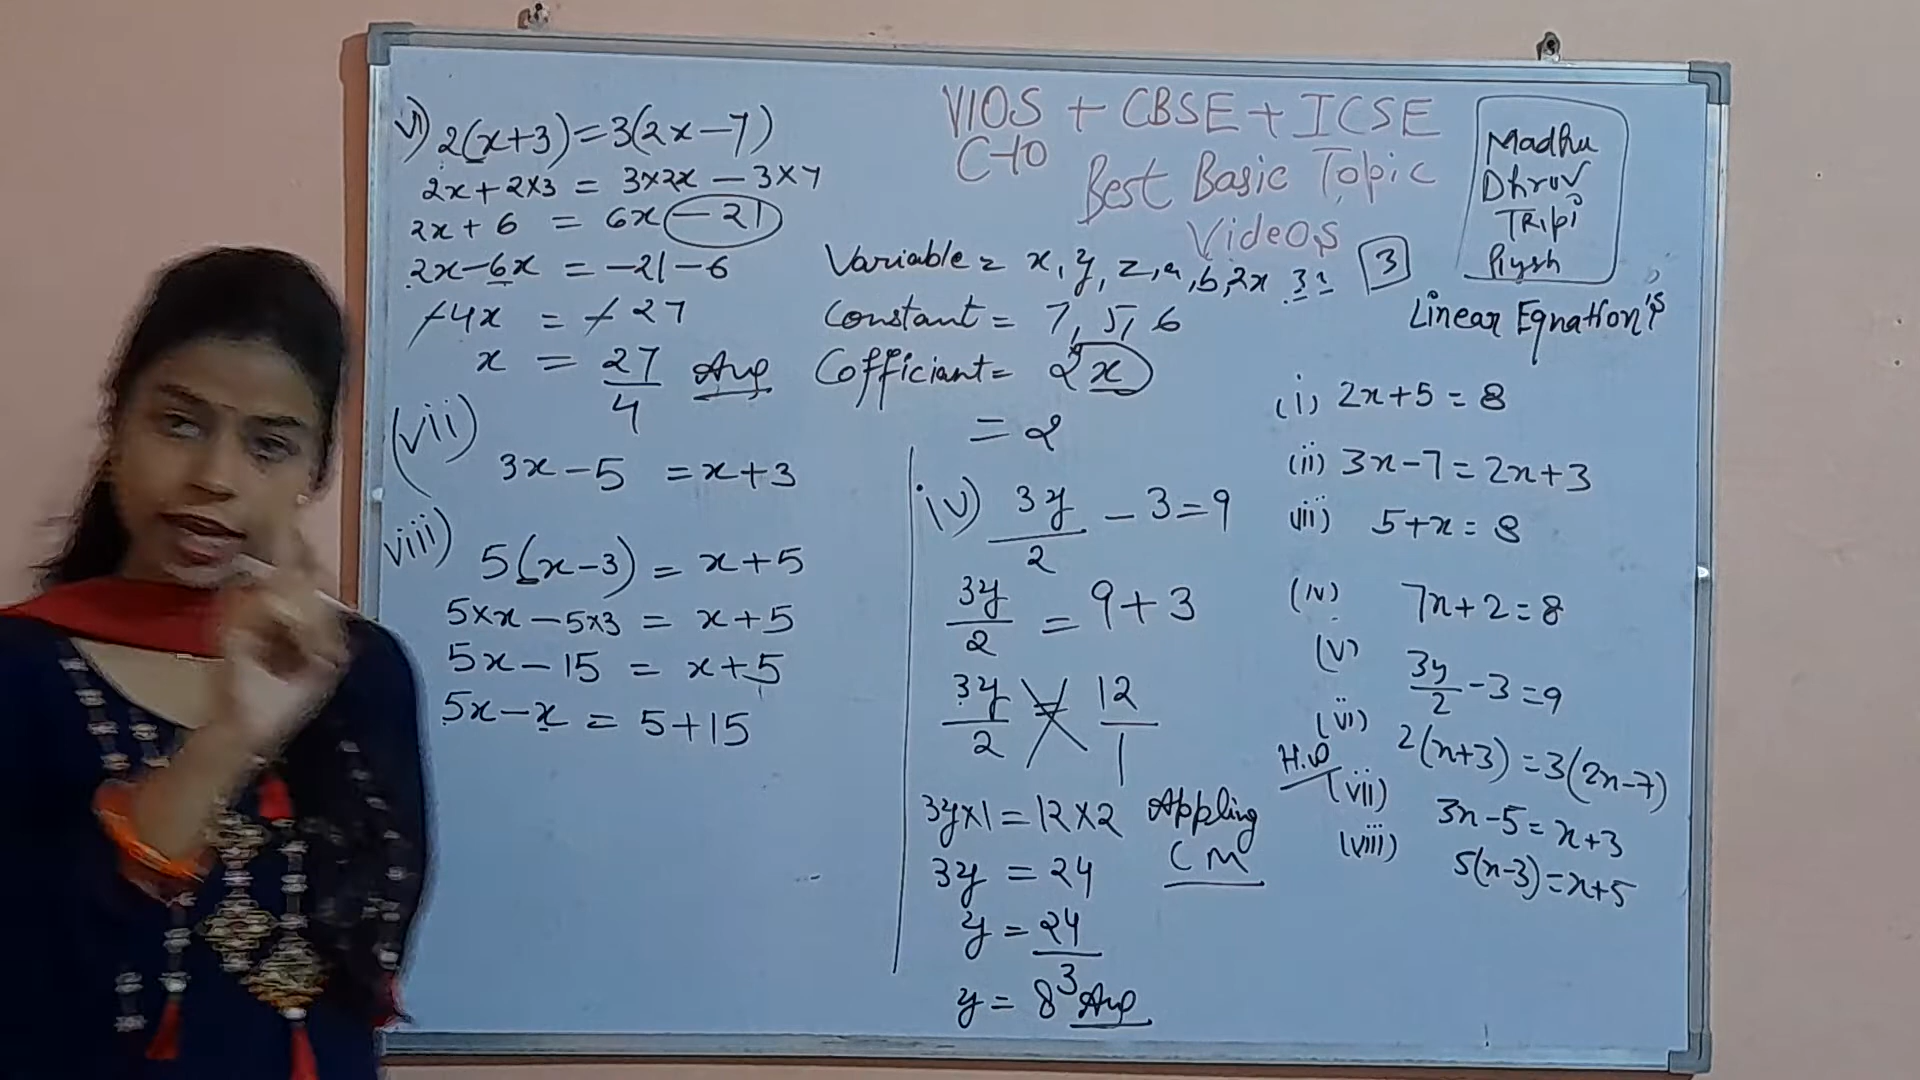 VIOS + CBSE + ICSE
C-10
Best Basic Topic
Videos
Madhu
Dhruv
Piysh
vi) 2(x+3)=3(2x-7)
2x+2×3 = 3×2x-3×7
2x+6 = 6x-21
2x-6x = -21-6
-4x = -27
x = 27/4 Ans
(vii)
3x-5 = x+3
viii) 5(x-3) = x+5
5×x-5×3 = x+5
5x-15 = x+5
5x-x = 5+15
Variable = x, y, z, a, b, 2x 3
Constant = 7, 5, 6
Cofficiant = 2x
= 2
iv) 3y/2 - 3=9
3y/2 = 9+3
3y/2 12/1
3y×1=12×2 Appling
CM
3y = 24
y = 24/3
y = 8 Ans
Linear Equation's
(i) 2x+5=8
(ii) 3x-7=2x+3
iii) 5+x=8
(iv) 7x+2=8
(v) 3y/2-3=9
(vi) 2(x+3)=3(2x-7)
H.W
(vii) 3x-5=x+3
(viii) 5(x-3)=x+5